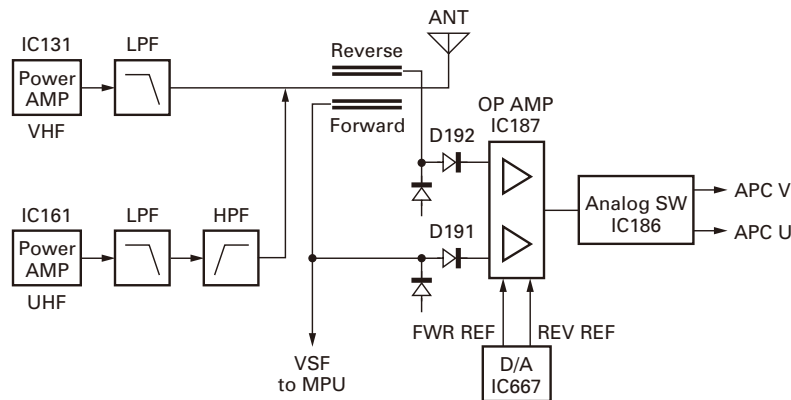 ANT
IC131
LPF
Reverse
Power
AMP
VHF
Forward
OP AMP
IC187
D192
Analog SW
IC186
APC V
APC U
IC161
LPF
HPF
Power
AMP
UHF
D191
FWR REF
REV REF
VSF
to MPU
D/A
IC667